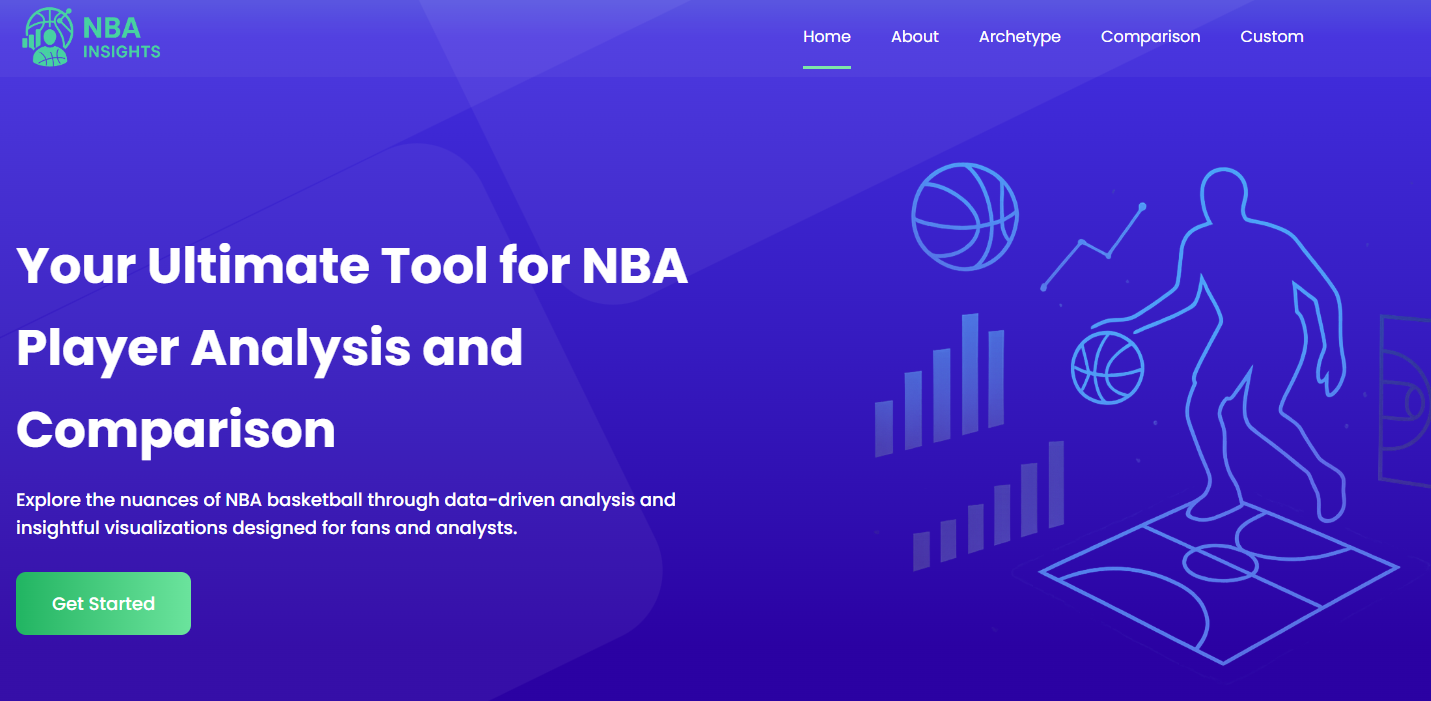 NBA
INSIGHTS
Home About Archetype Comparison Custom
Your Ultimate Tool for NBA
Player Analysis and
Comparison
Explore the nuances of NBA basketball through data-driven analysis and
insightful visualizations designed for fans and analysts.
Get Started